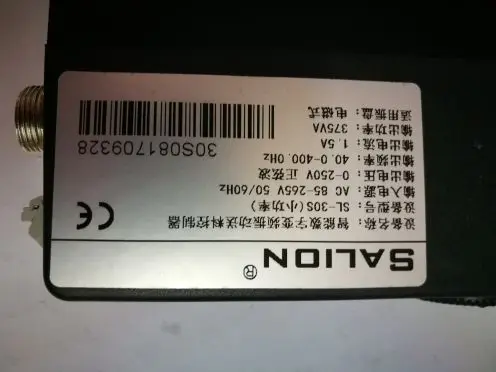 SALION®
设备名称：智能数字变频振动送料控制器
设备型号：SL-30S(小功率)
输入电源：AC 85-265V 50/60Hz
输出电压：0-250V 正弦波
输出频率：40.0-400.0Hz
输出电流：1.5A
输出功率：375VA
适用振盘：电磁式
CE
30S081709328